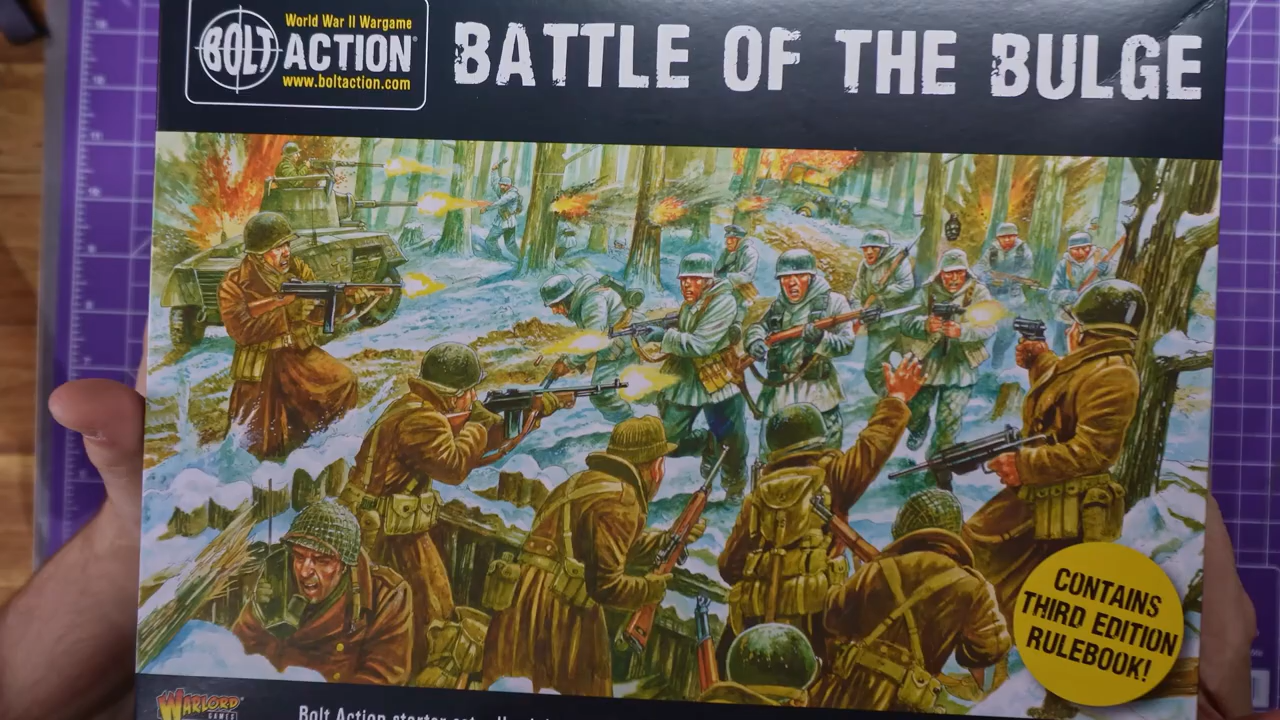 World War II Wargame
BOLT ACTION
www.boltaction.com
BATTLE OF THE BULGE
CONTAINS
THIRD EDITION
RULEBOOK!
WARLORD
GAMES
Bolt Action starter set